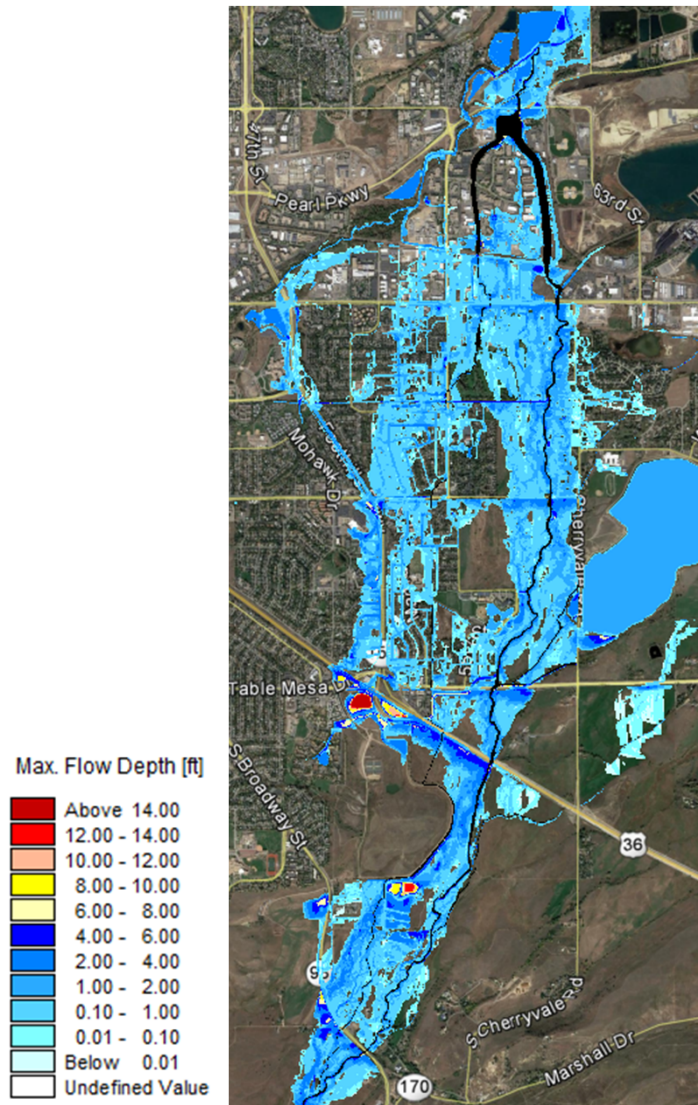 47th St
Pearl Pkwy
63rd St
Mohawk Dr
Table Mesa D
S Broadway St
36
S Cherryvale Rd
Marshall Dr
170
Max. Flow Depth [ft]
Above 14.00
12.00 - 14.00
10.00 - 12.00
8.00 - 10.00
6.00 - 8.00
4.00 - 6.00
2.00 - 4.00
1.00 - 2.00
0.10 - 1.00
0.01 - 0.10
Below 0.01
Undefined Value